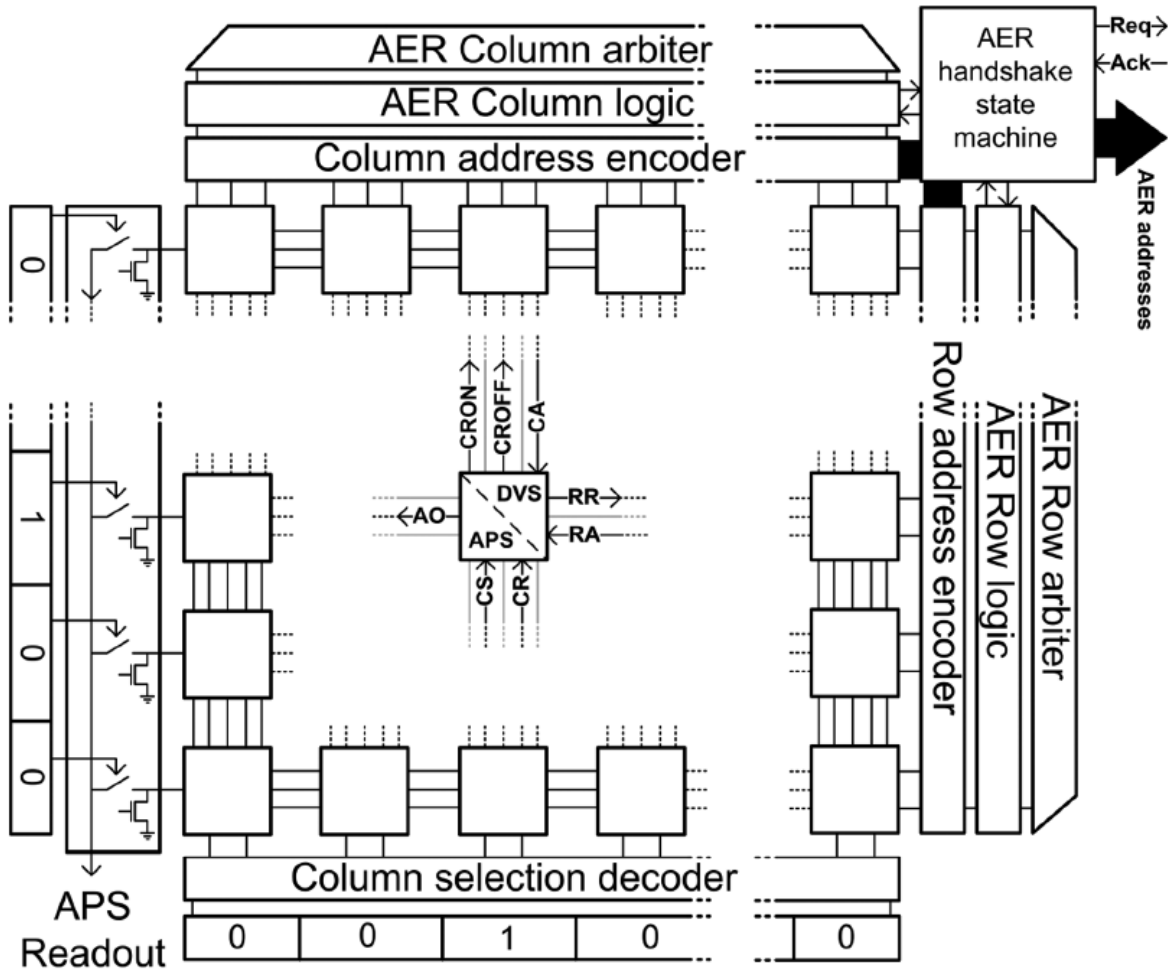 AER Column arbiter
AER Column logic
Column address encoder
AER
handshake
state
machine
Req
Ack
AER addresses
0
CRON
CROFF
CA
DVS
RR
AO
APS
RA
CS
CR
1
0
0
Row address encoder
AER Row logic
AER Row arbiter
Column selection decoder
APS
Readout
0 0 1 0 0